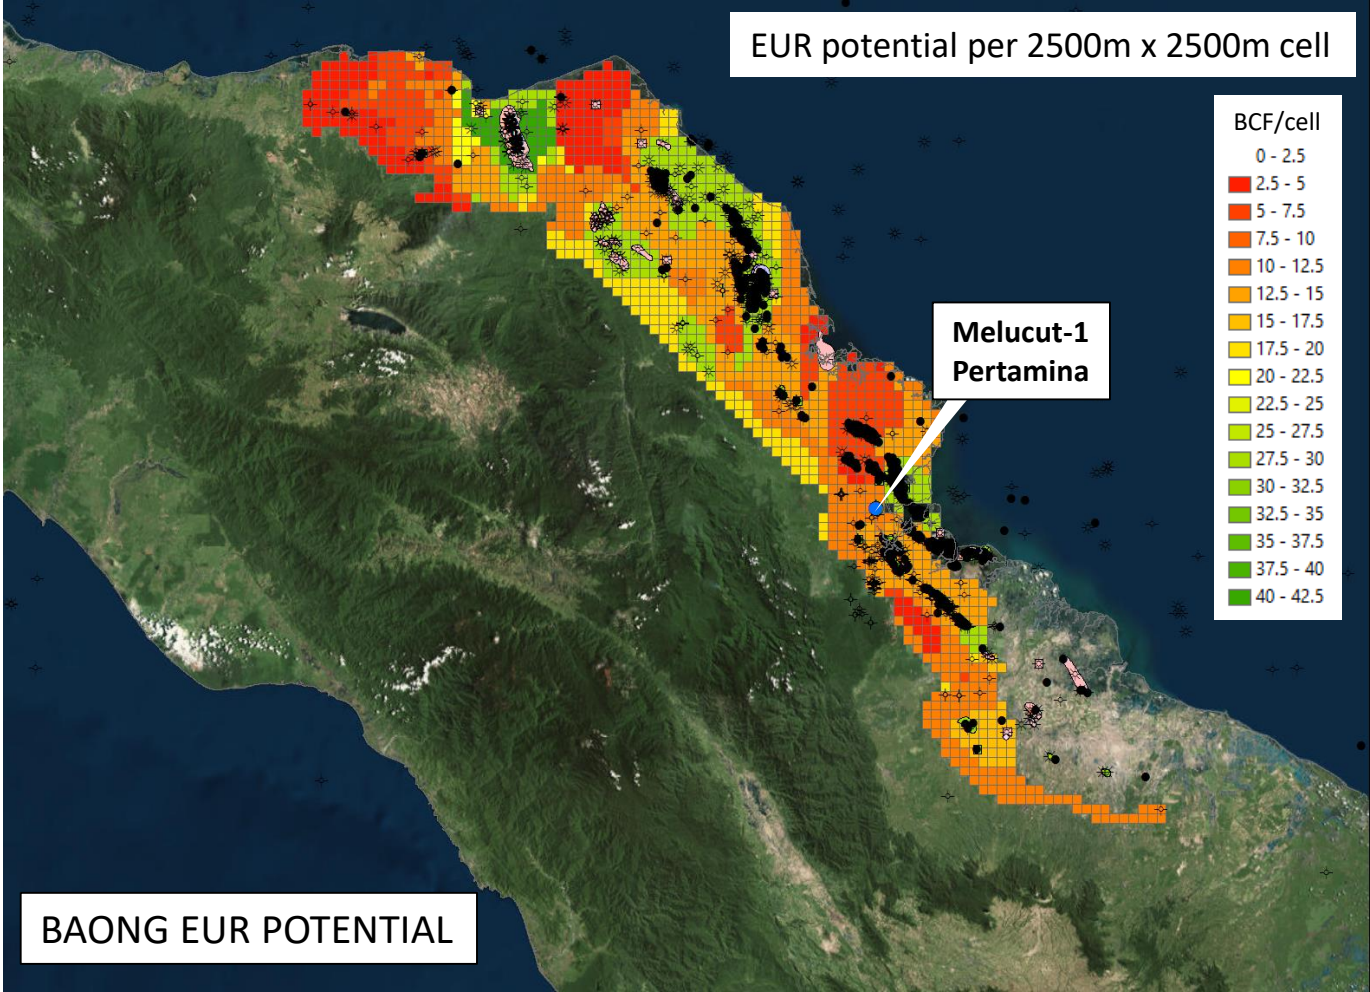 EUR potential per 2500m x 2500m cell
BCF/cell
0 - 2.5
2.5 - 5
5 - 7.5
7.5 - 10
10 - 12.5
12.5 - 15
15 - 17.5
17.5 - 20
20 - 22.5
22.5 - 25
25 - 27.5
27.5 - 30
30 - 32.5
32.5 - 35
35 - 37.5
37.5 - 40
40 - 42.5
Melucut-1
Pertamina
BAONG EUR POTENTIAL